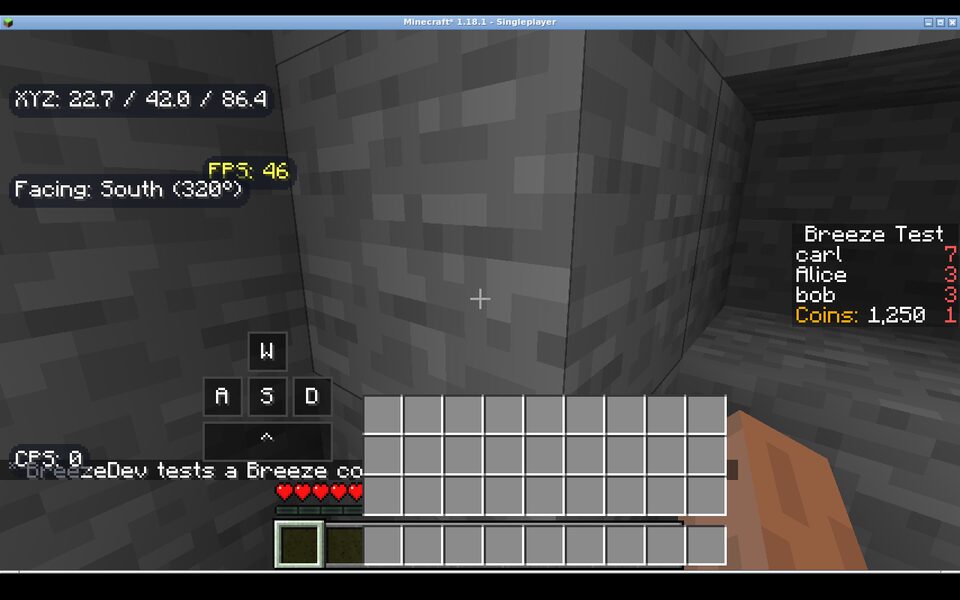 Minecraft* 1.18.1 - Singleplayer
XYZ: 22.7 / 42.0 / 86.4
FPS: 46
Facing: South (320°)
Breeze Test
carl 7
Alice 3
bob 3
Coins: 1,250 1
W
A S D
^
CPS: 0
* BreezeDev tests a Breeze co